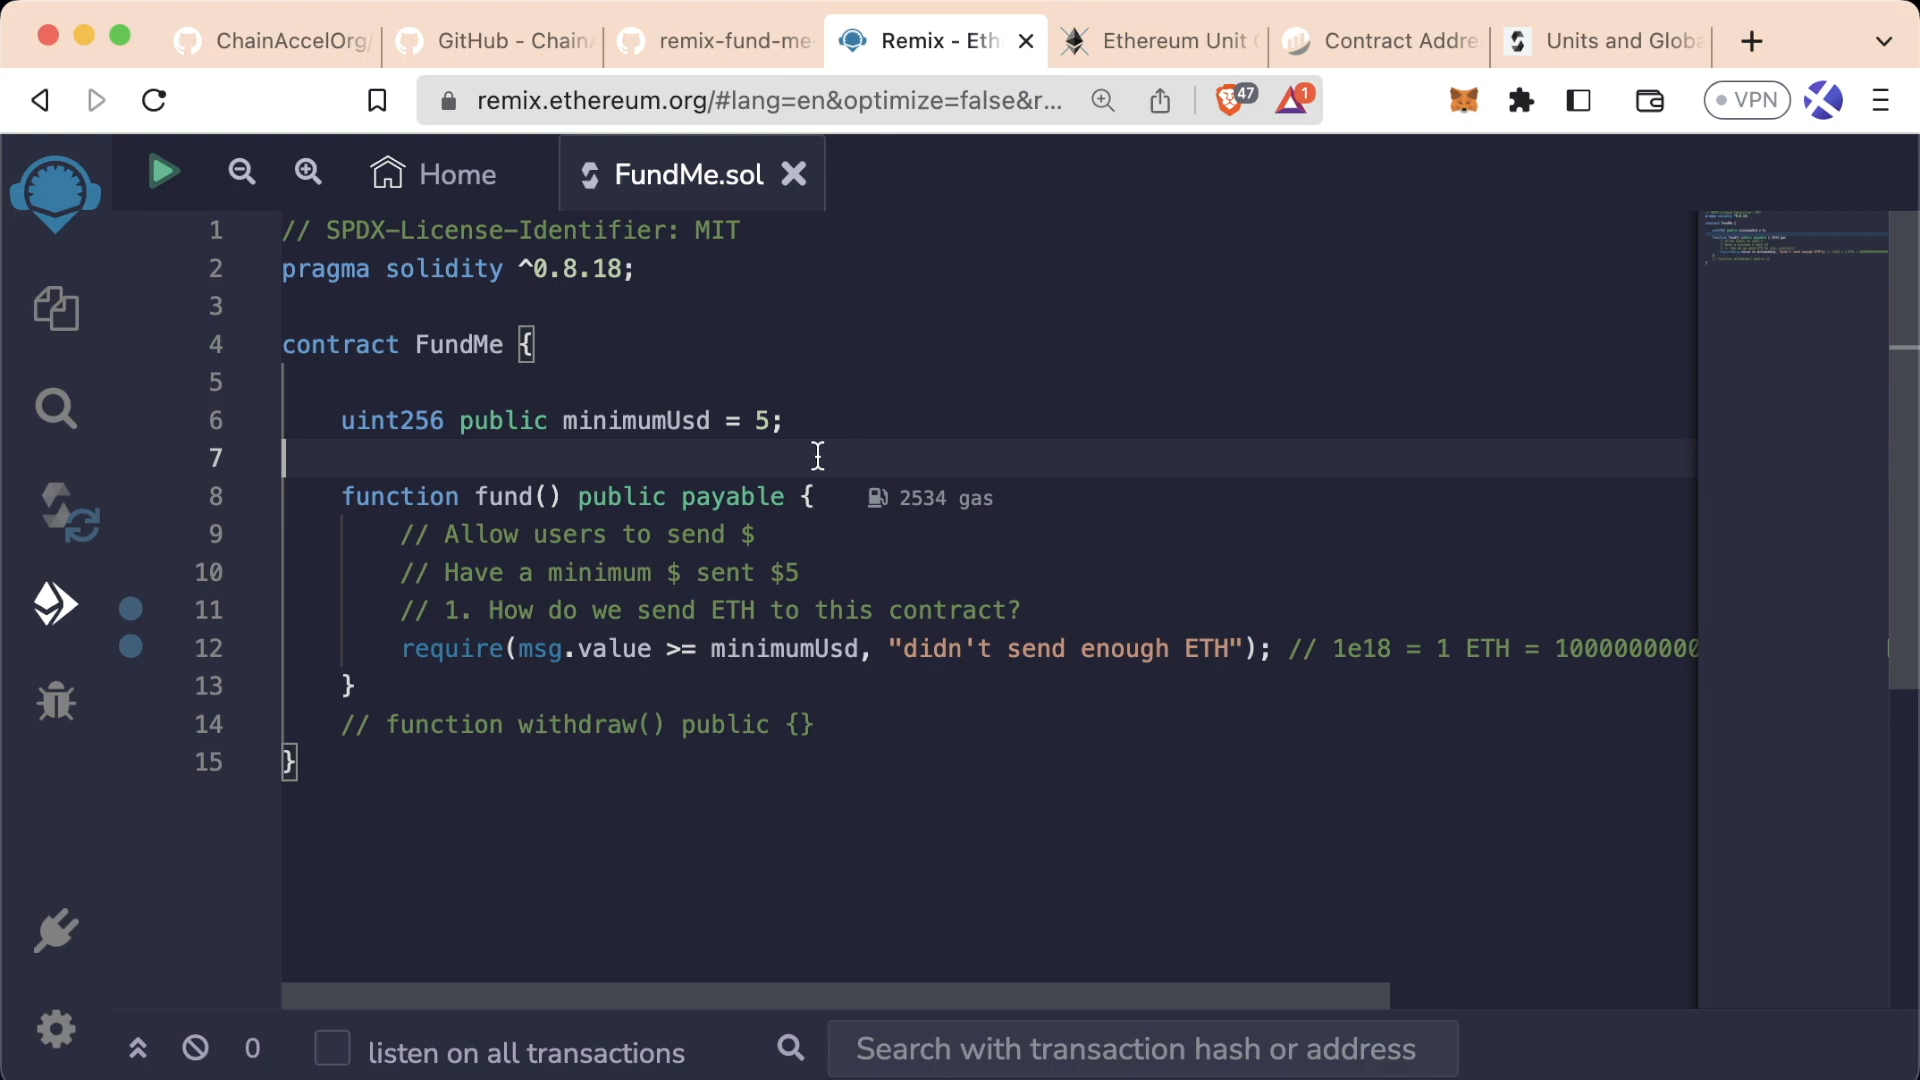 ChainAccelOrg/
GitHub - Chain
remix-fund-me
Remix - Eth
Ethereum Unit
Contract Addre
Units and Globa
remix.ethereum.org/#lang=en&optimize=false&r...
47
1
VPN
Home
FundMe.sol
1 // SPDX-License-Identifier: MIT
2 pragma solidity ^0.8.18;
3
4 contract FundMe {
5
6 uint256 public minimumUsd = 5;
7
8 function fund() public payable { 2534 gas
9 // Allow users to send $
10 // Have a minimum $ sent $5
11 // 1. How do we send ETH to this contract?
12 require(msg.value >= minimumUsd, "didn't send enough ETH"); // 1e18 = 1 ETH = 1000000000
13 }
14 // function withdraw() public {}
15 }
0
listen on all transactions
Search with transaction hash or address